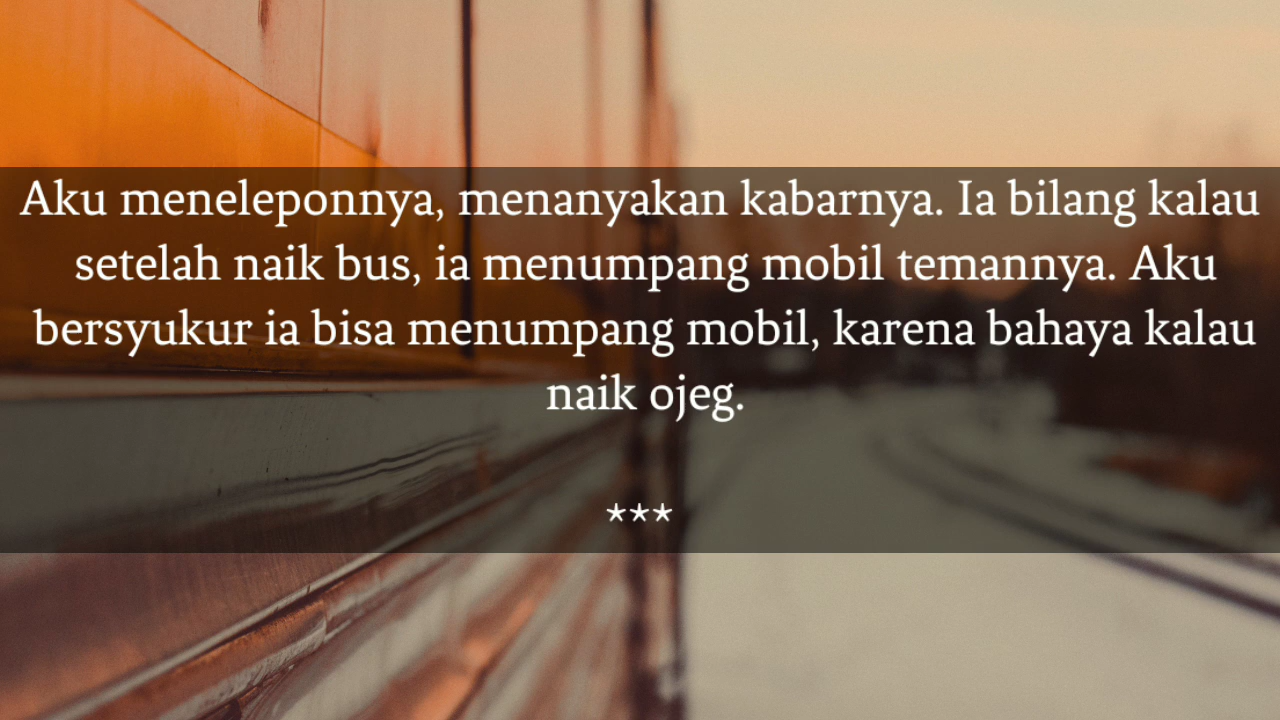 Aku meneleponnya, menanyakan kabarnya. Ia bilang kalau
setelah naik bus, ia menumpang mobil temannya. Aku
bersyukur ia bisa menumpang mobil, karena bahaya kalau
naik ojeg.
***